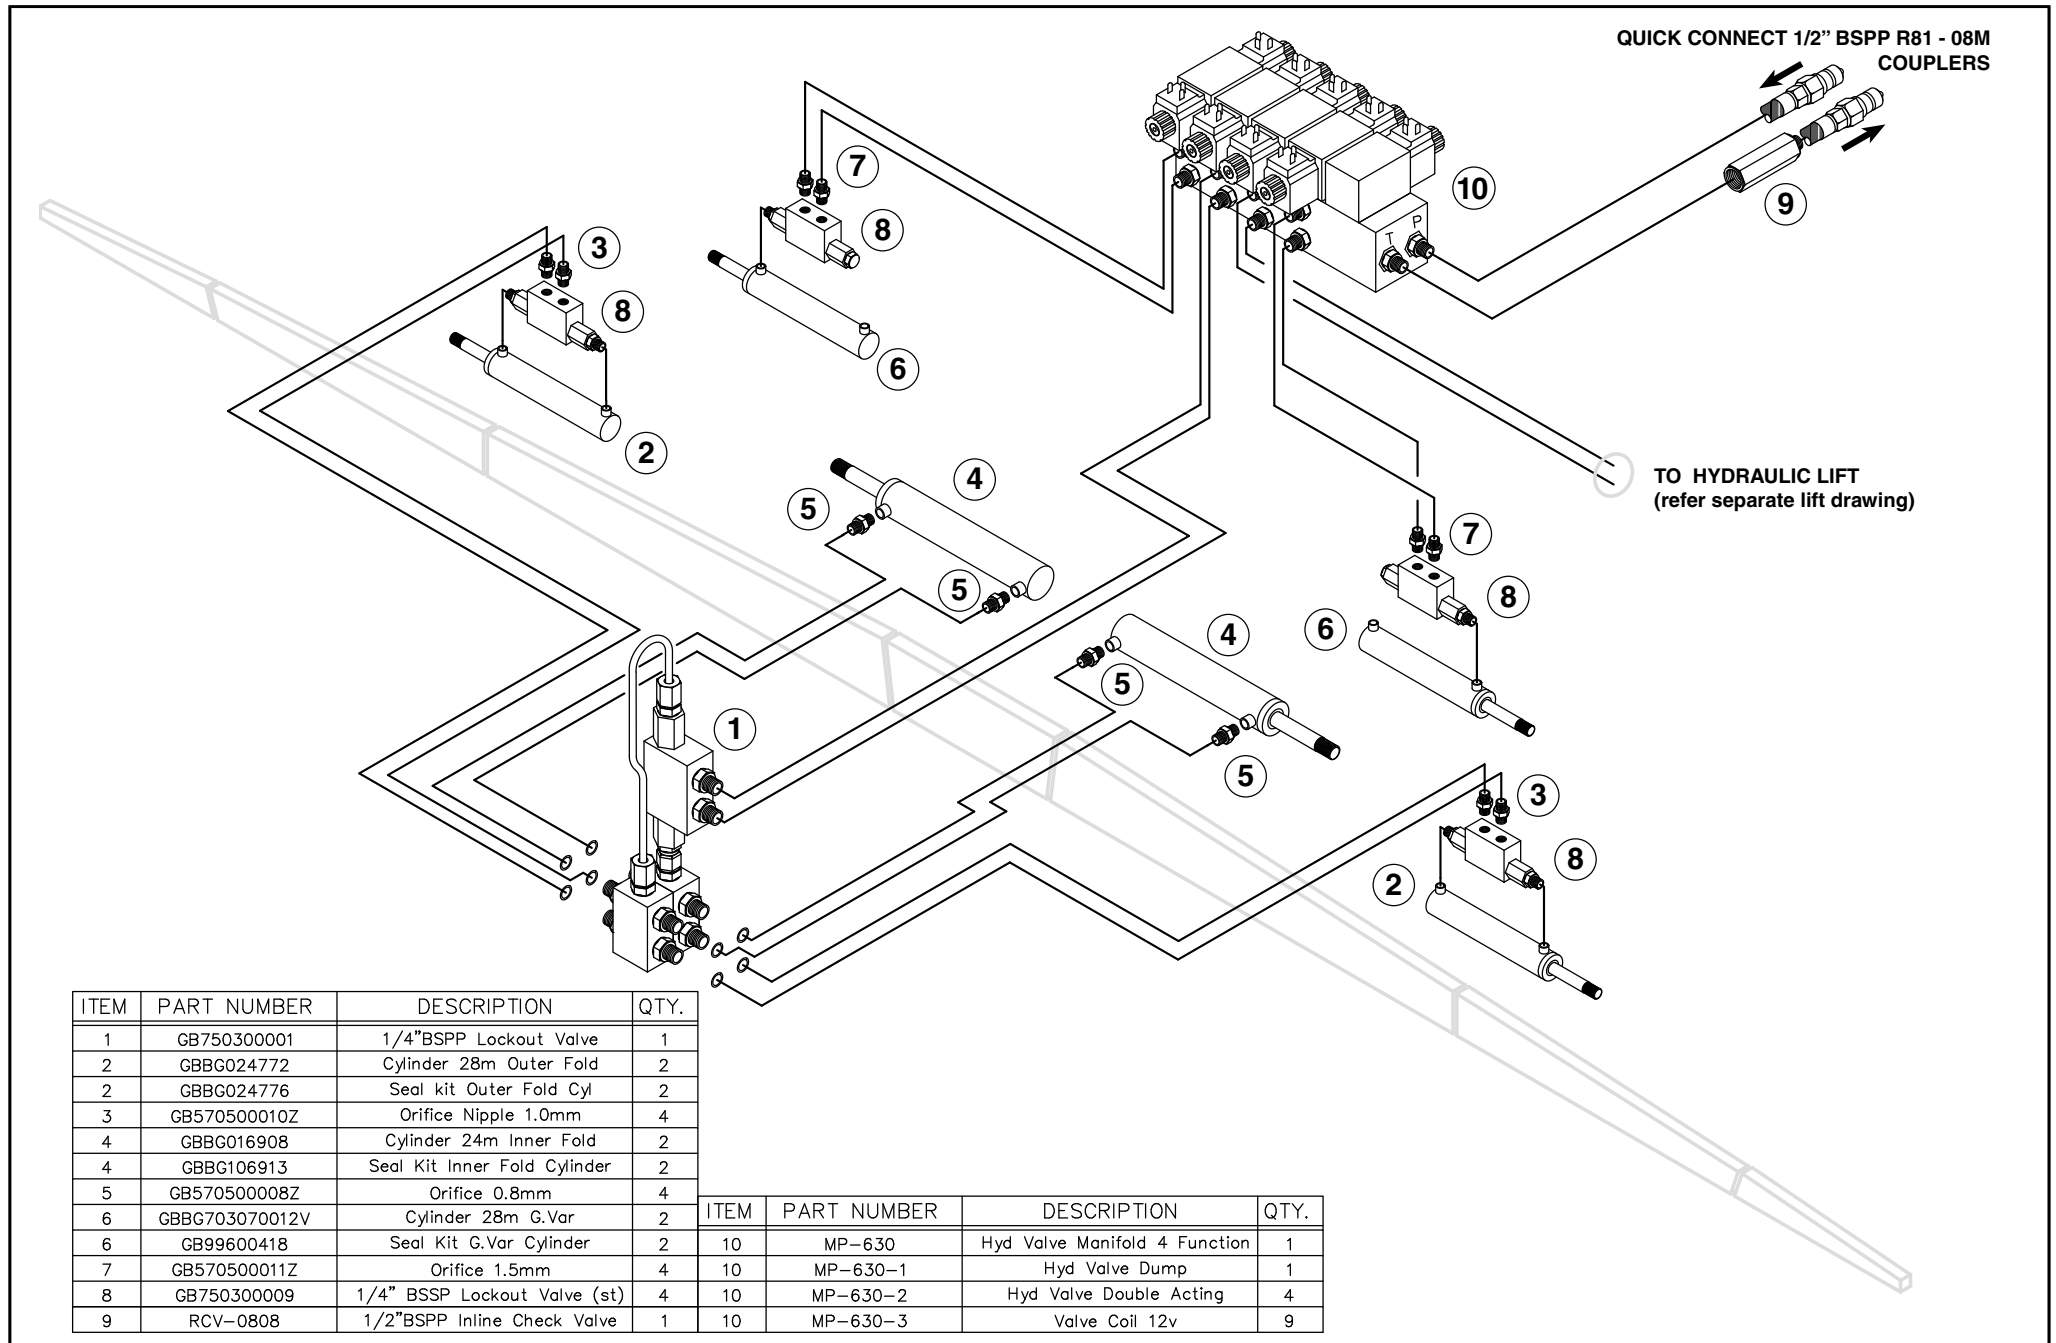 QUICK CONNECT 1/2” BSPP R81 - 08M
COUPLERS
7
10
9
8
3
8
6
2
4
5
TO HYDRAULIC LIFT
(refer separate lift drawing)
7
5
8
4
6
5
1
5
3
8
2
ITEM PART NUMBER DESCRIPTION QTY.
1 GB750300001 1/4”BSPP Lockout Valve 1
2 GBBG024772 Cylinder 28m Outer Fold 2
2 GBBG024776 Seal kit Outer Fold Cyl 2
3 GB570500010Z Orifice Nipple 1.0mm 4
4 GBBG016908 Cylinder 24m Inner Fold 2
4 GBBG106913 Seal Kit Inner Fold Cylinder 2
5 GB570500008Z Orifice 0.8mm 4
6 GBBG703070012V Cylinder 28m G.Var 2
6 GB99600418 Seal Kit G.Var Cylinder 2
7 GB570500011Z Orifice 1.5mm 4
8 GB750300009 1/4” BSSP Lockout Valve (st) 4
9 RCV-0808 1/2”BSPP Inline Check Valve 1
ITEM PART NUMBER DESCRIPTION QTY.
10 MP-630 Hyd Valve Manifold 4 Function 1
10 MP-630-1 Hyd Valve Dump 1
10 MP-630-2 Hyd Valve Double Acting 4
10 MP-630-3 Valve Coil 12v 9
T
P